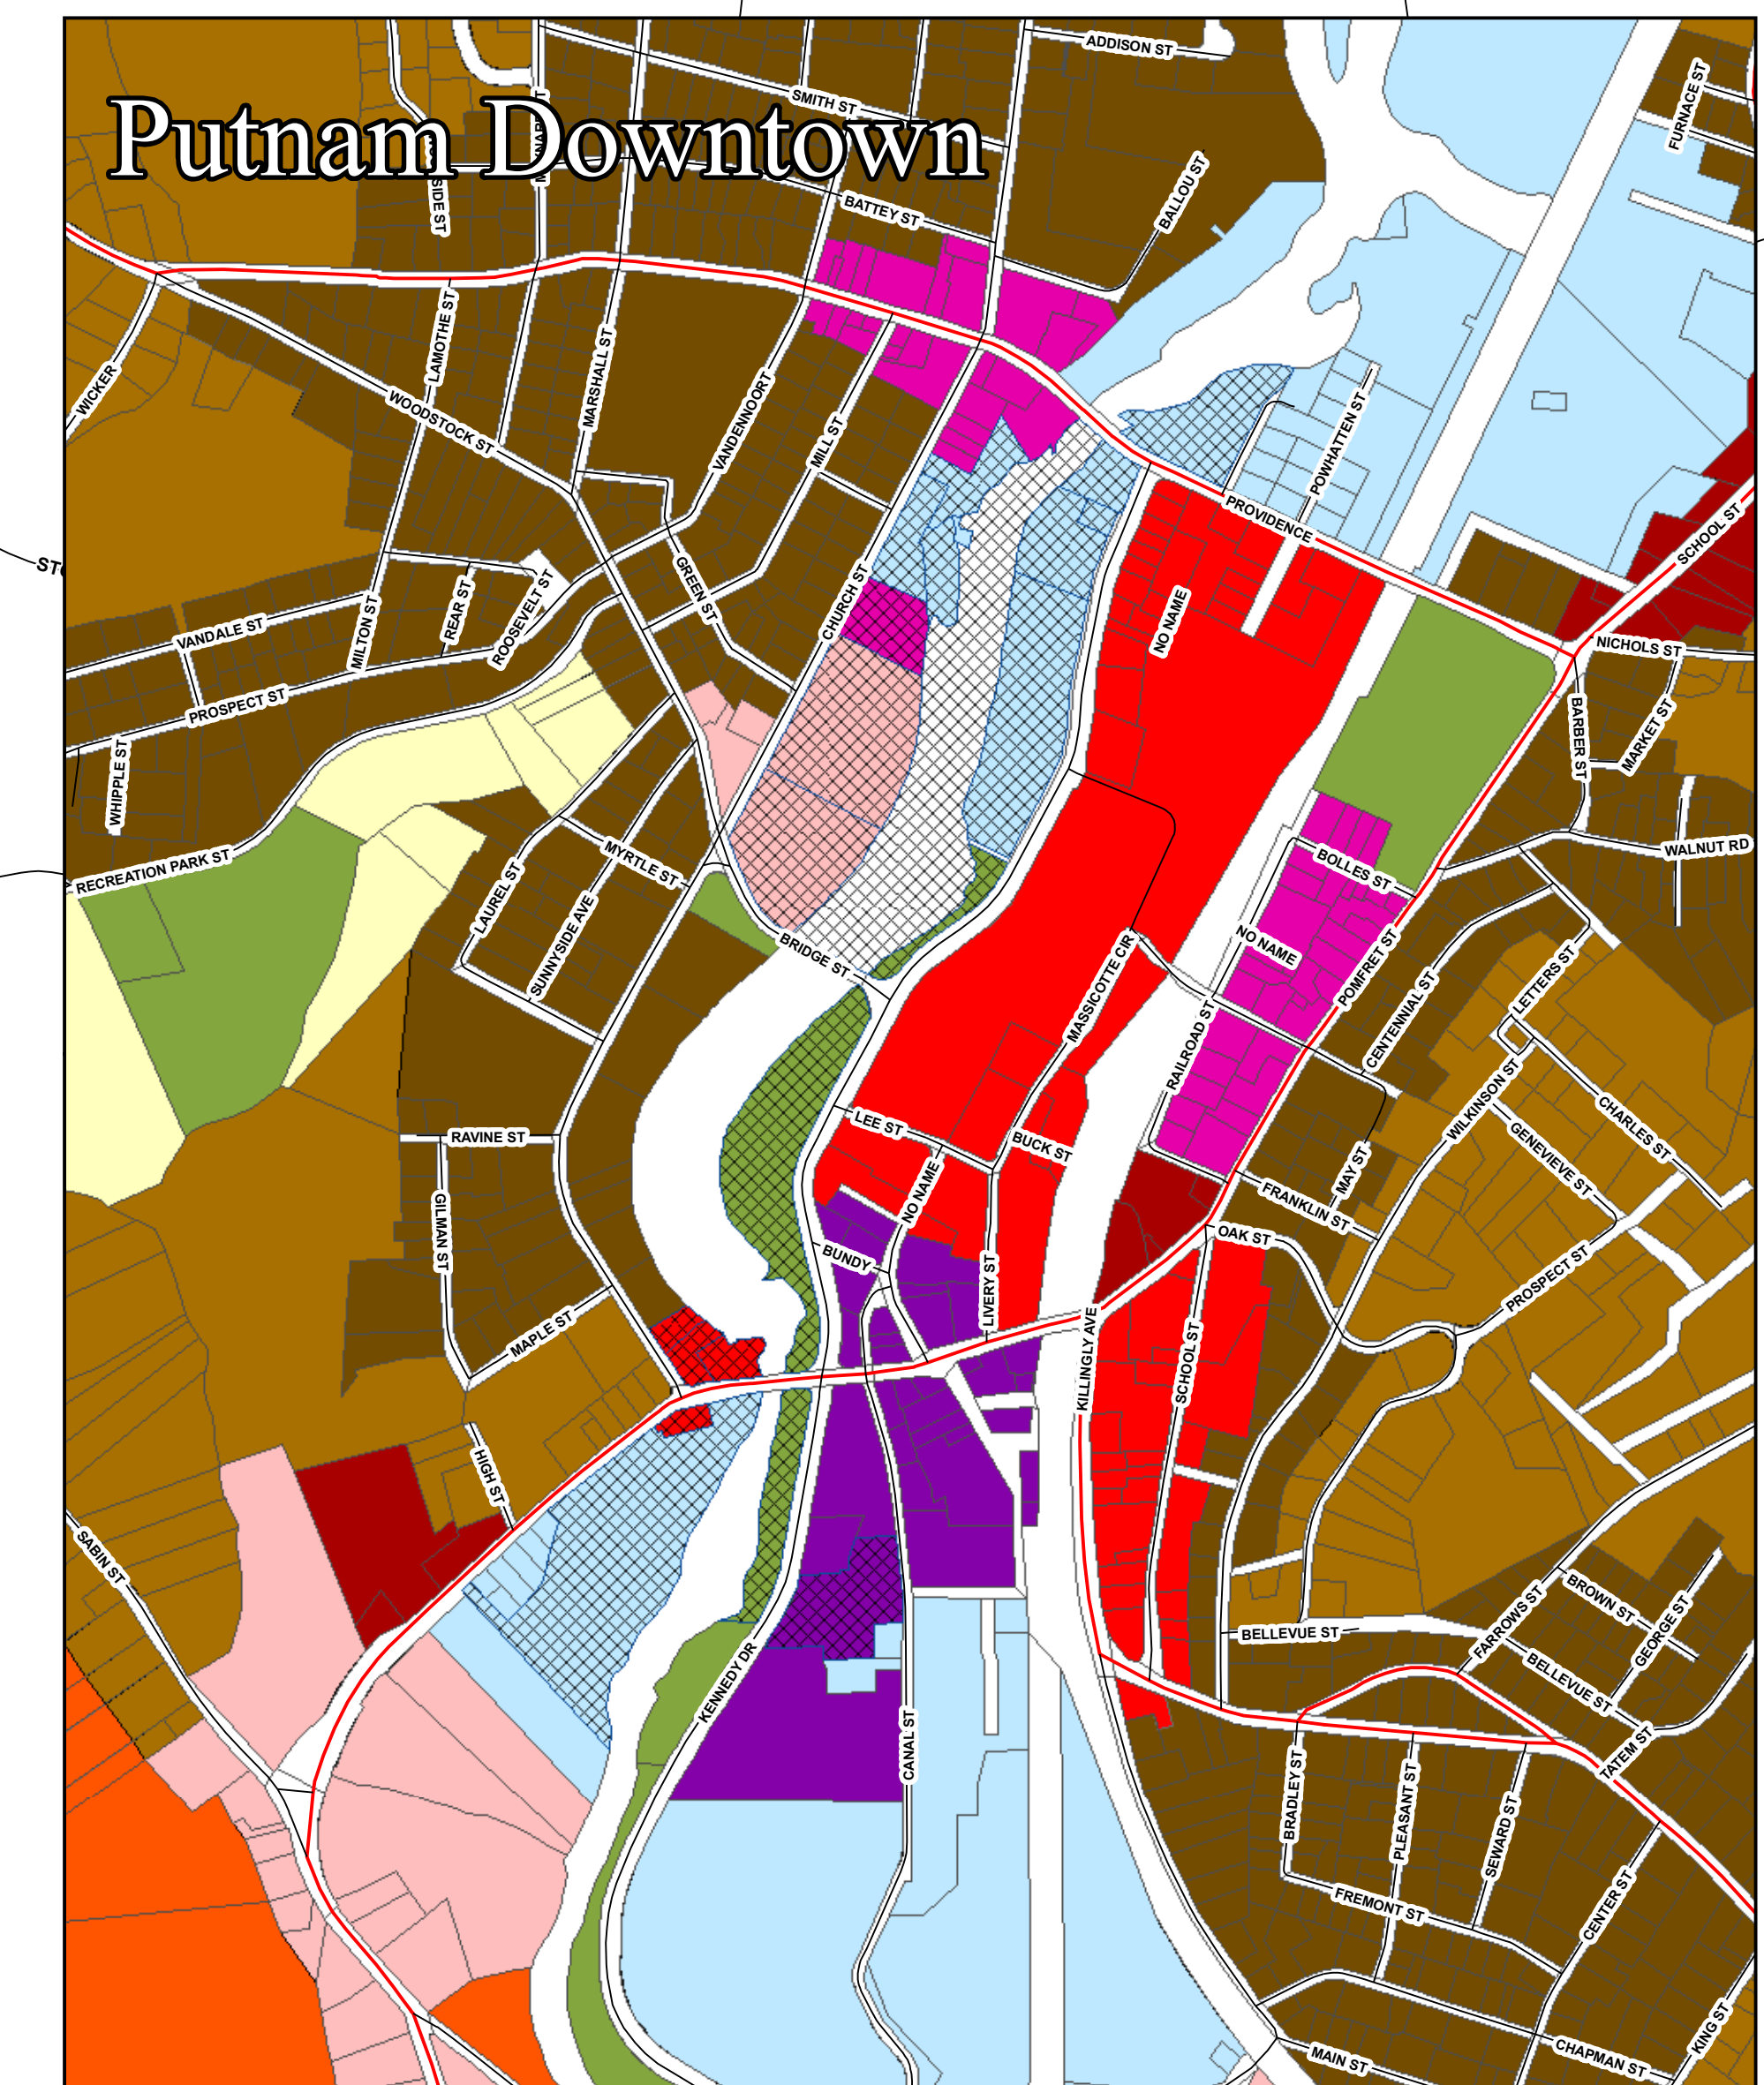 ADDISON ST
FURNACE ST
SMITH ST
Putnam Downtown
SIDE ST
BATTEY ST
BALLOU ST
LAMOTHE ST
MARSHALL ST
WICKER
WOODSTOCK ST
VANDENNOORT
MILL ST
POWHATTEN ST
PROVIDENCE
SCHOOL ST
GREEN ST
CHURCH ST
NO NAME
VANDALE ST
MILTON ST
REAR ST
ROOSEVELT ST
NICHOLS ST
PROSPECT ST
WHIPPLE ST
BARBER ST
MARKET ST
RECREATION PARK ST
MYRTLE ST
LAUREL ST
SUNNYSIDE AVE
BOLLES ST
WALNUT RD
BRIDGE ST
NO NAME
POMFRET ST
MASSICOTTE CIR
RAILROAD ST
CENTENNIAL ST
LETTERS ST
WILKINSON ST
CHARLES ST
GENEVIEVE ST
LEE ST
BUCK ST
RAVINE ST
MAY ST
NO NAME
FRANKLIN ST
GILMAN ST
OAK ST
BUNDY
LIVERY ST
PROSPECT ST
MAPLE ST
KILLINGLY AVE
SCHOOL ST
HIGH ST
SABIN ST
BROWN ST
FARROWS ST
GEORGE ST
BELLEVUE ST
BELLEVUE ST
KENNEDY DR
CANAL ST
TATEM ST
BRADLEY ST
PLEASANT ST
SEWARD ST
FREMONT ST
CENTER ST
KING ST
MAIN ST
CHAPMAN ST